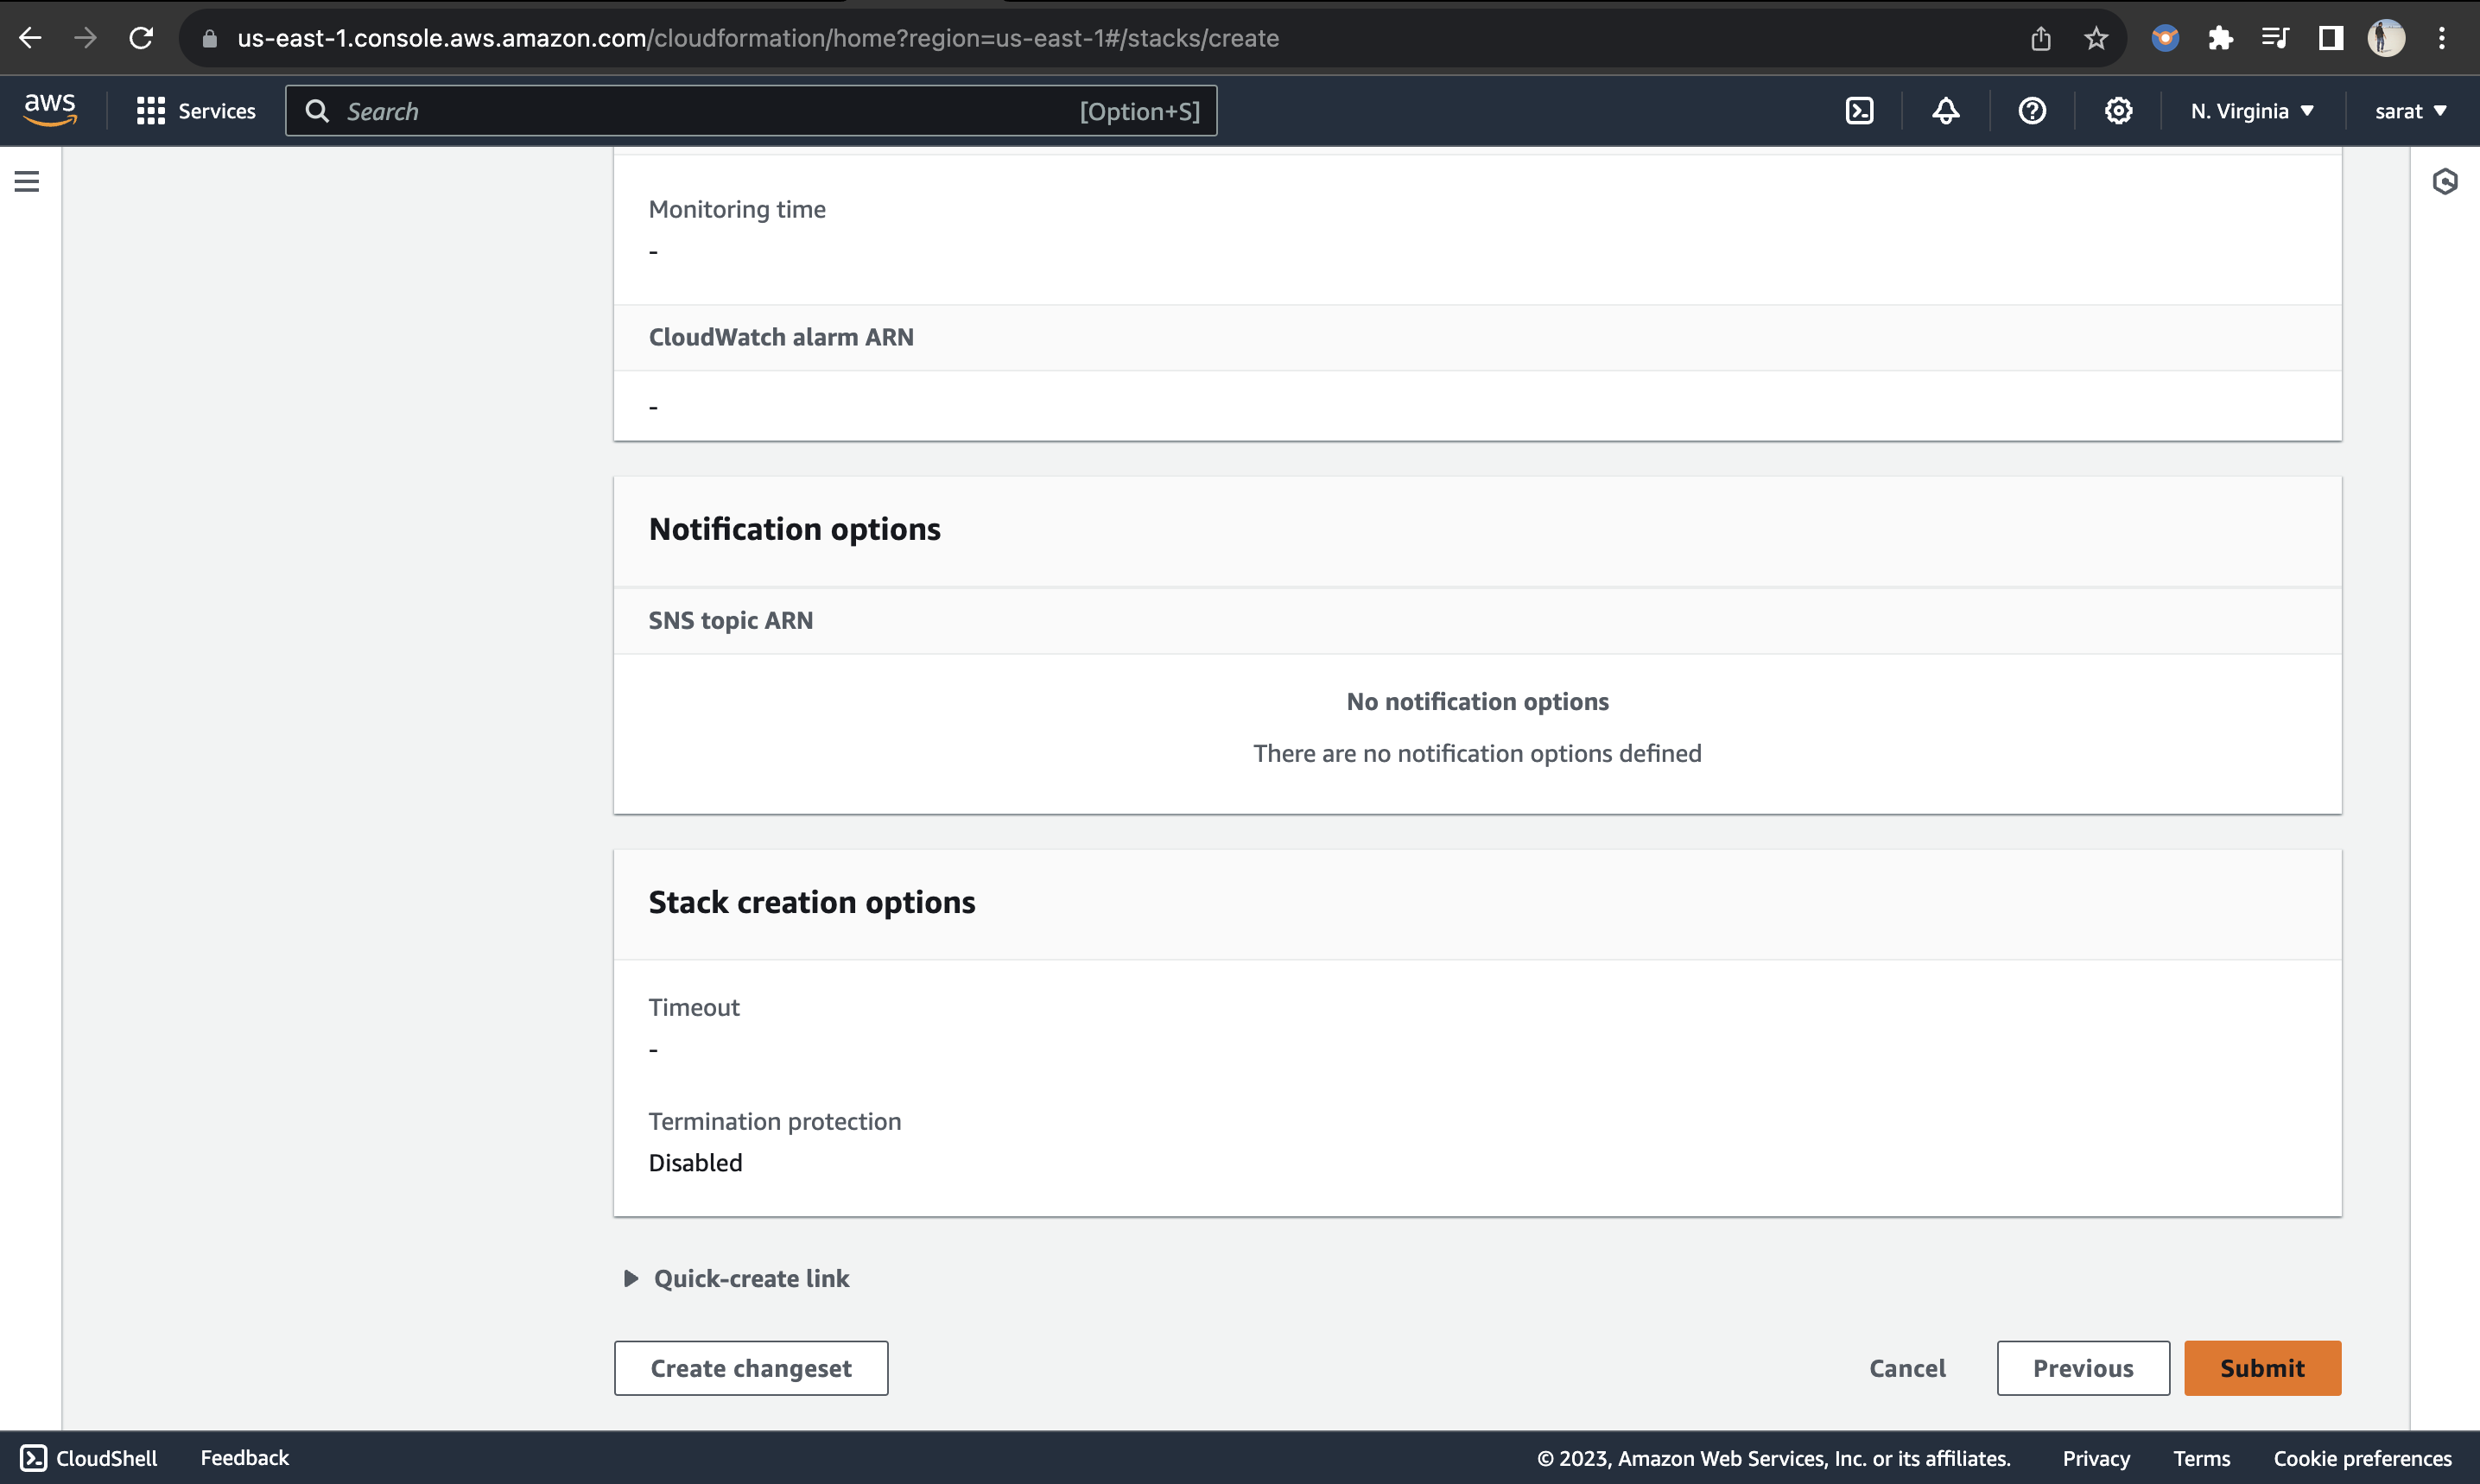 us-east-1.console.aws.amazon.com/cloudformation/home?region=us-east-1#/stacks/create
aws Services Search [Option+S] N. Virginia sarat
Monitoring time
-
CloudWatch alarm ARN
-
Notification options
SNS topic ARN
No notification options
There are no notification options defined
Stack creation options
Timeout
-
Termination protection
Disabled
Quick-create link
Create changeset Cancel Previous Submit
CloudShell Feedback © 2023, Amazon Web Services, Inc. or its affiliates. Privacy Terms Cookie preferences